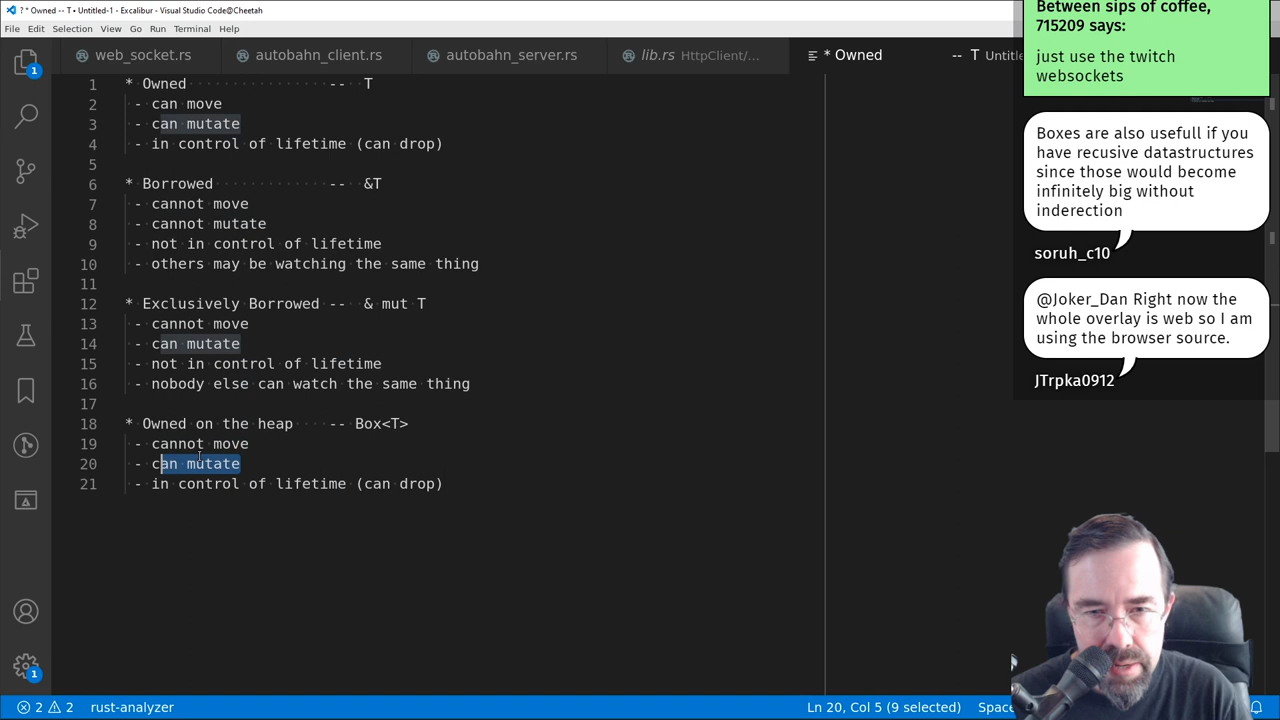 ? * Owned -- T • Untitled-1 - Excalibur - Visual Studio Code@Cheetah
File Edit Selection View Go Run Terminal Help
web_socket.rs autobahn_client.rs autobahn_server.rs lib.rs HttpClient/... * Owned -- T
1 * Owned -- T
2 - can move
3 - can mutate
4 - in control of lifetime (can drop)
5
6 * Borrowed -- &T
7 - cannot move
8 - cannot mutate
9 - not in control of lifetime
10 - others may be watching the same thing
11
12 * Exclusively Borrowed -- & mut T
13 - cannot move
14 - can mutate
15 - not in control of lifetime
16 - nobody else can watch the same thing
17
18 * Owned on the heap -- Box<T>
19 - cannot move
20 - can mutate
21 - in control of lifetime (can drop)
1
1
2 2 rust-analyzer Ln 20, Col 5 (9 selected)
Between sips of coffee,
715209 says:
just use the twitch
websockets
Boxes are also usefull if you
have recusive datastructures
since those would become
infinitely big without
inderection
soruh_c10
@Joker_Dan Right now the
whole overlay is web so I am
using the browser source.
JTrpka0912